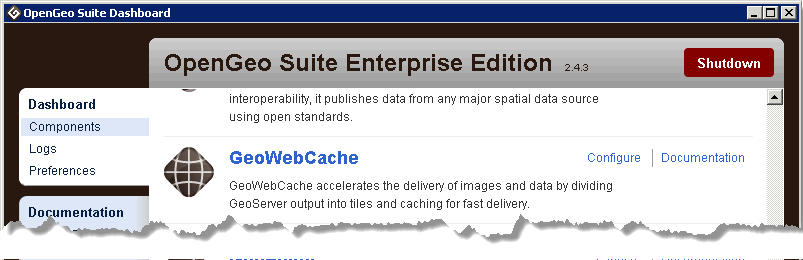 OpenGeo Suite Dashboard
OpenGeo Suite Enterprise Edition 2.4.3
Shutdown
Dashboard
Components
Logs
Preferences
Documentation
interoperability, it publishes data from any major spatial data source
using open standards.
GeoWebCache
Configure
Documentation
GeoWebCache accelerates the delivery of images and data by dividing
GeoServer output into tiles and caching for fast delivery.